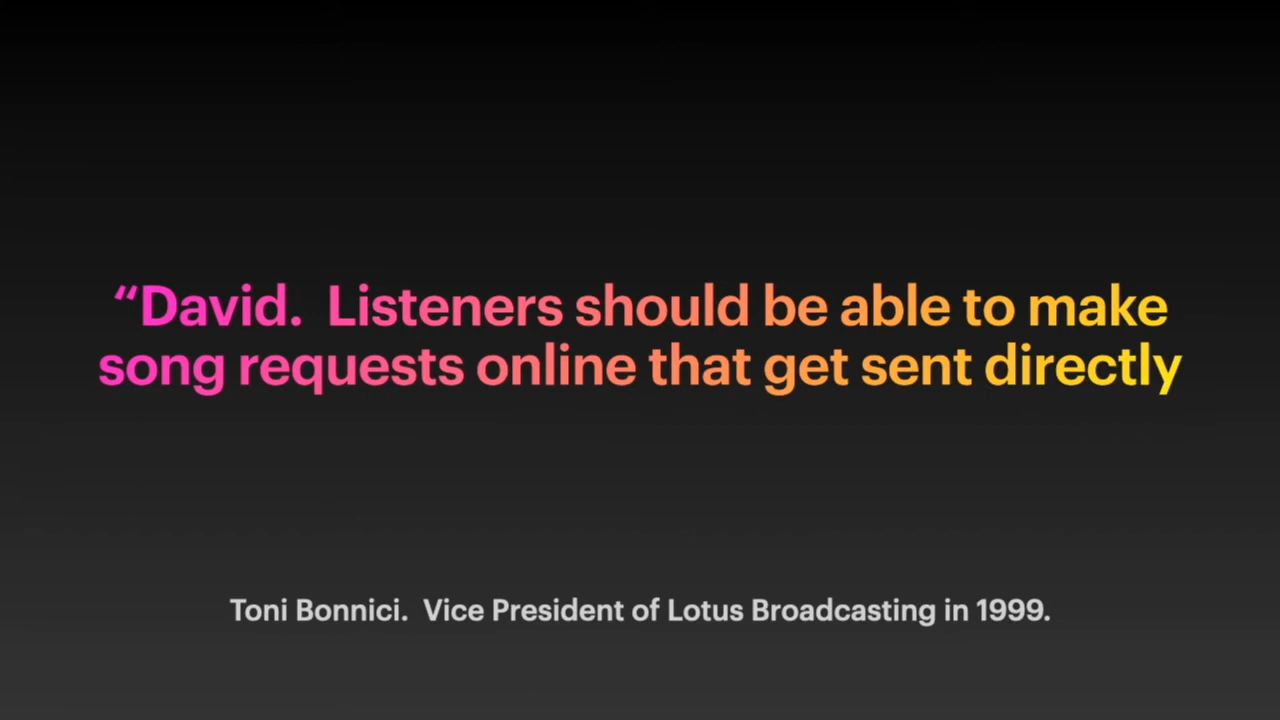 “David.  Listeners should be able to make
song requests online that get sent directly
Toni Bonnici.  Vice President of Lotus Broadcasting in 1999.